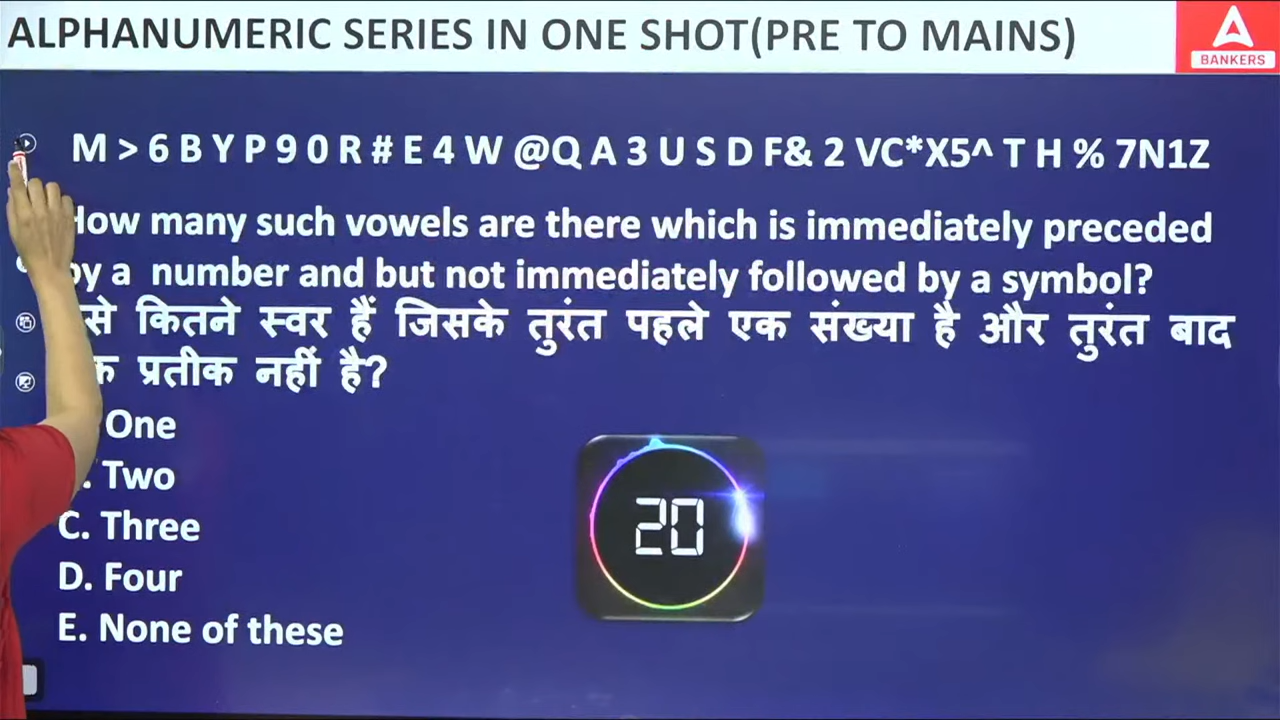 ALPHANUMERIC SERIES IN ONE SHOT(PRE TO MAINS)
A
BANKERS
M > 6 B Y P 9 0 R # E 4 W @Q A 3 U S D F& 2 VC*X5^ T H % 7N1Z
How many such vowels are there which is immediately preceded
by a number and but not immediately followed by a symbol?
कितने स्वर हैं जिसके तुरंत पहले एक संख्या है और तुरंत बाद
प्रतीक नहीं है?
One
Two
C. Three
20
D. Four
E. None of these